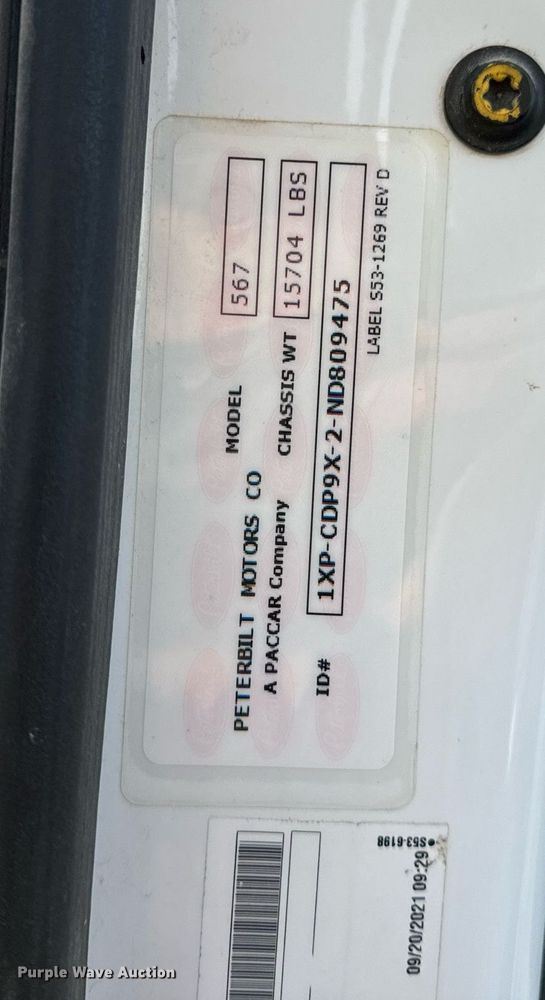 PETERBILT MOTORS CO MODEL 567
A PACCAR Company CHASSIS WT 15704 LBS
ID# 1XP-CDP9X-2-ND809475
LABEL S53-1269 REV D
S53-6198
09/20/2021 09:29
Purple Wave Auction